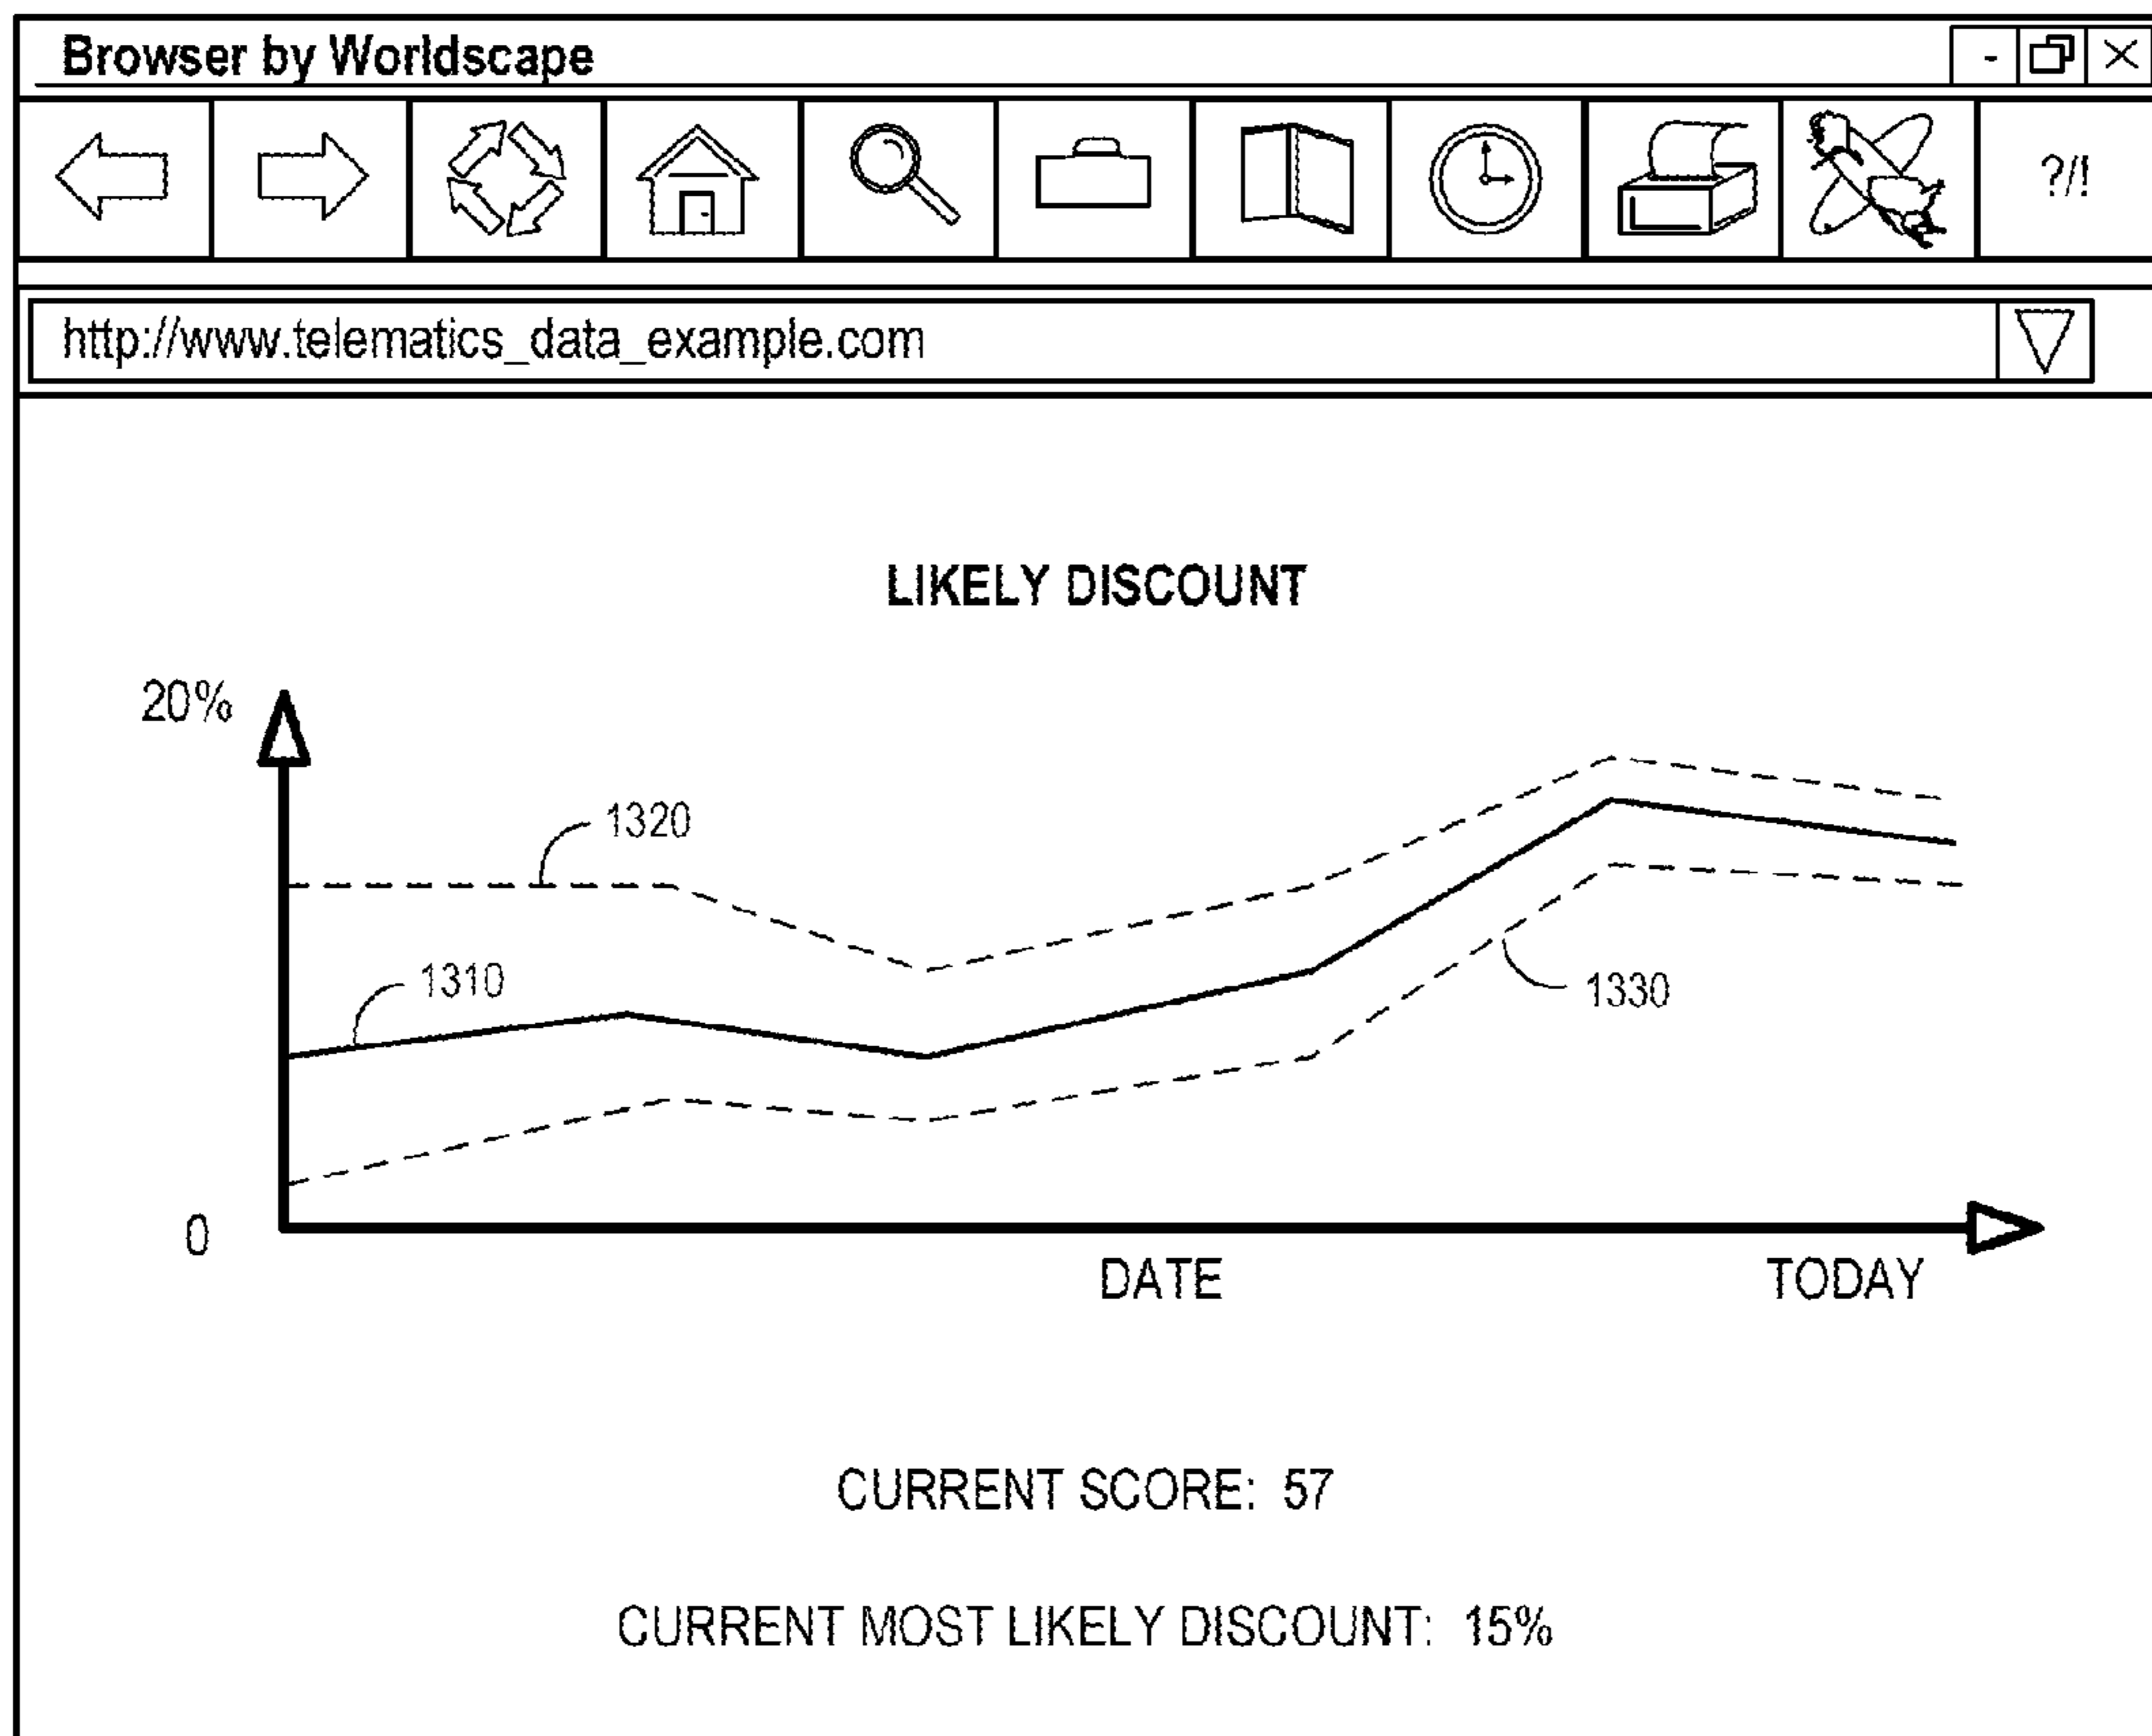 Browser by Worldscape
?/!
http://www.telematics_data_example.com
LIKELY DISCOUNT
20%
1320
1310
1330
0
DATE
TODAY
CURRENT SCORE: 57
CURRENT MOST LIKELY DISCOUNT: 15%